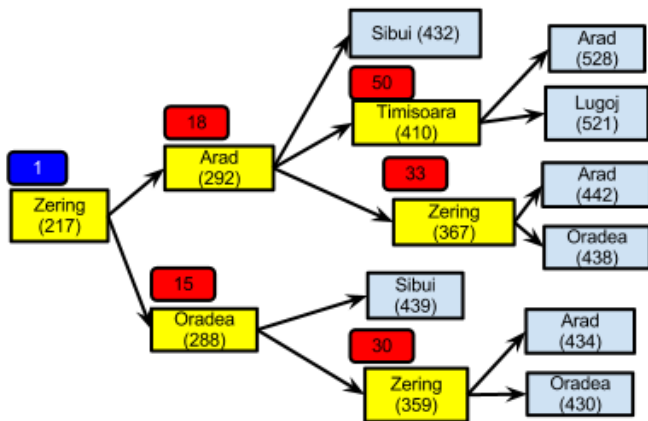 Sibui (432)
Arad
(528)
50
Timisoara
(410)
Lugoj
(521)
18
Arad
(292)
1
Zering
(217)
33
Zering
(367)
Arad
(442)
Oradea
(438)
15
Oradea
(288)
Sibui
(439)
30
Zering
(359)
Arad
(434)
Oradea
(430)